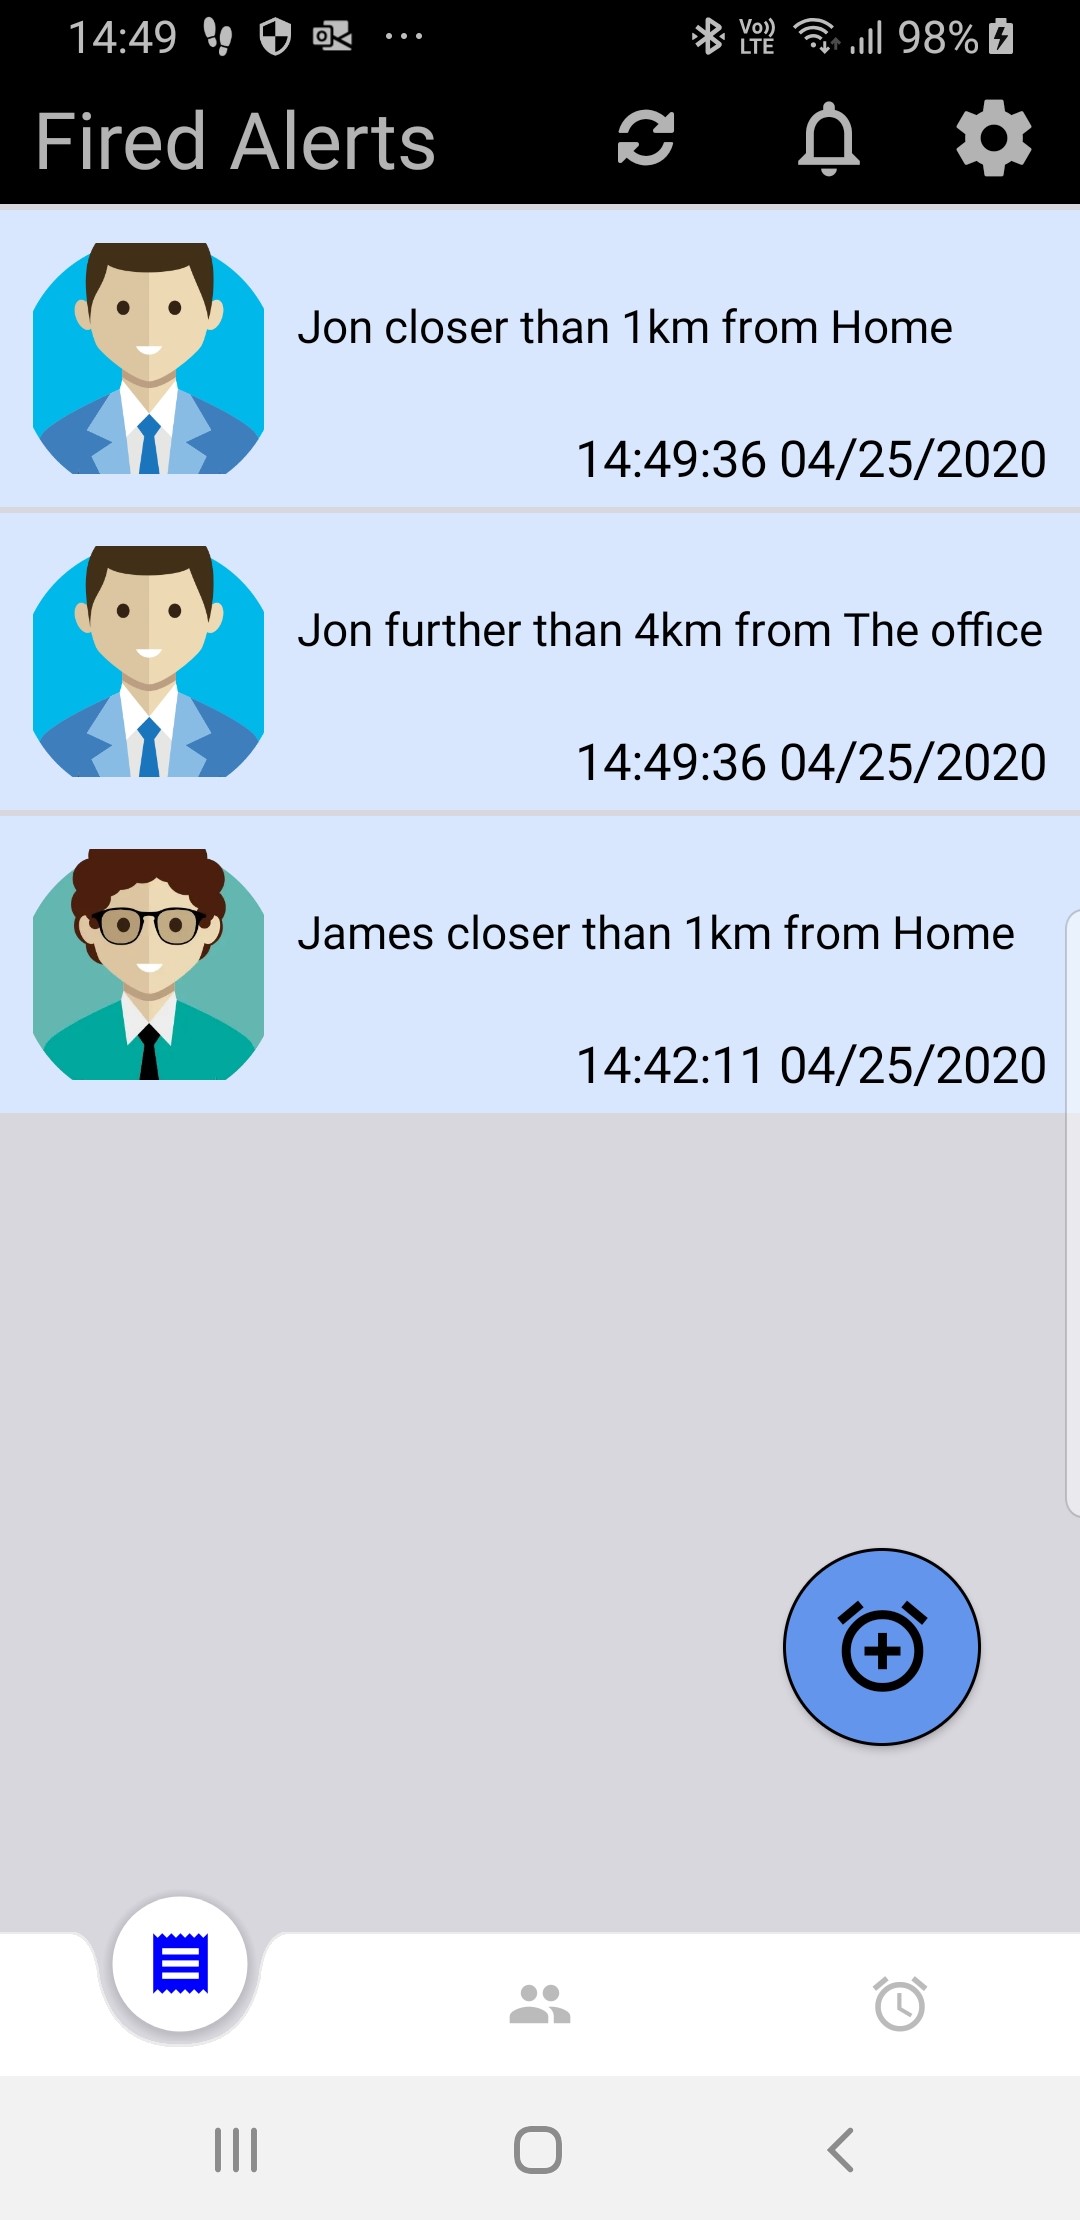 14:49 Vo)) LTE 98%
Fired Alerts
Jon closer than 1km from Home
14:49:36 04/25/2020
Jon further than 4km from The office
14:49:36 04/25/2020
James closer than 1km from Home
14:42:11 04/25/2020